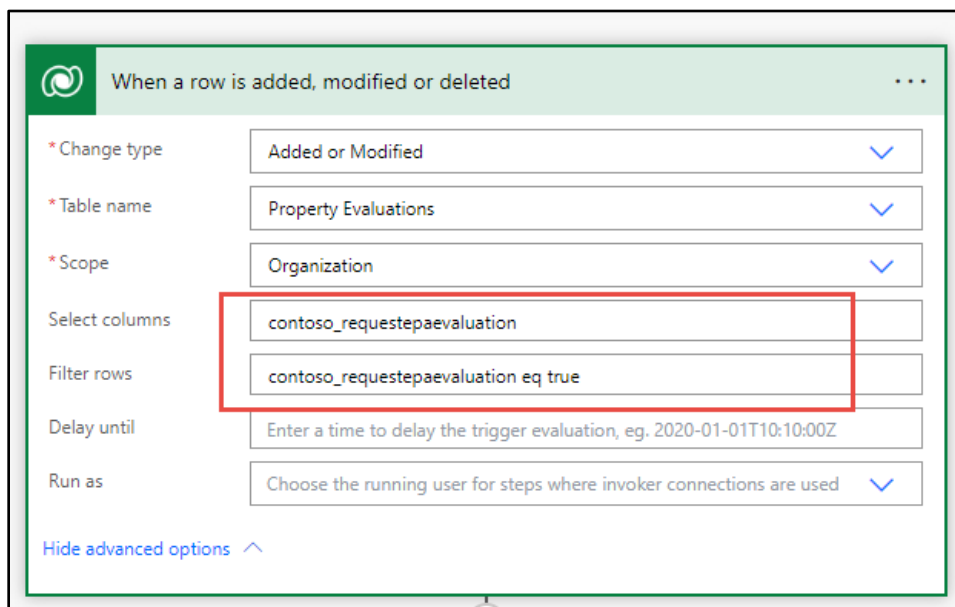 When a row is added, modified or deleted
* Change type Added or Modified
* Table name Property Evaluations
* Scope Organization
Select columns contoso_requestepaevaluation
Filter rows contoso_requestepaevaluation eq true
Delay until Enter a time to delay the trigger evaluation, eg. 2020-01-01T10:10:00Z
Run as Choose the running user for steps where invoker connections are used
Hide advanced options